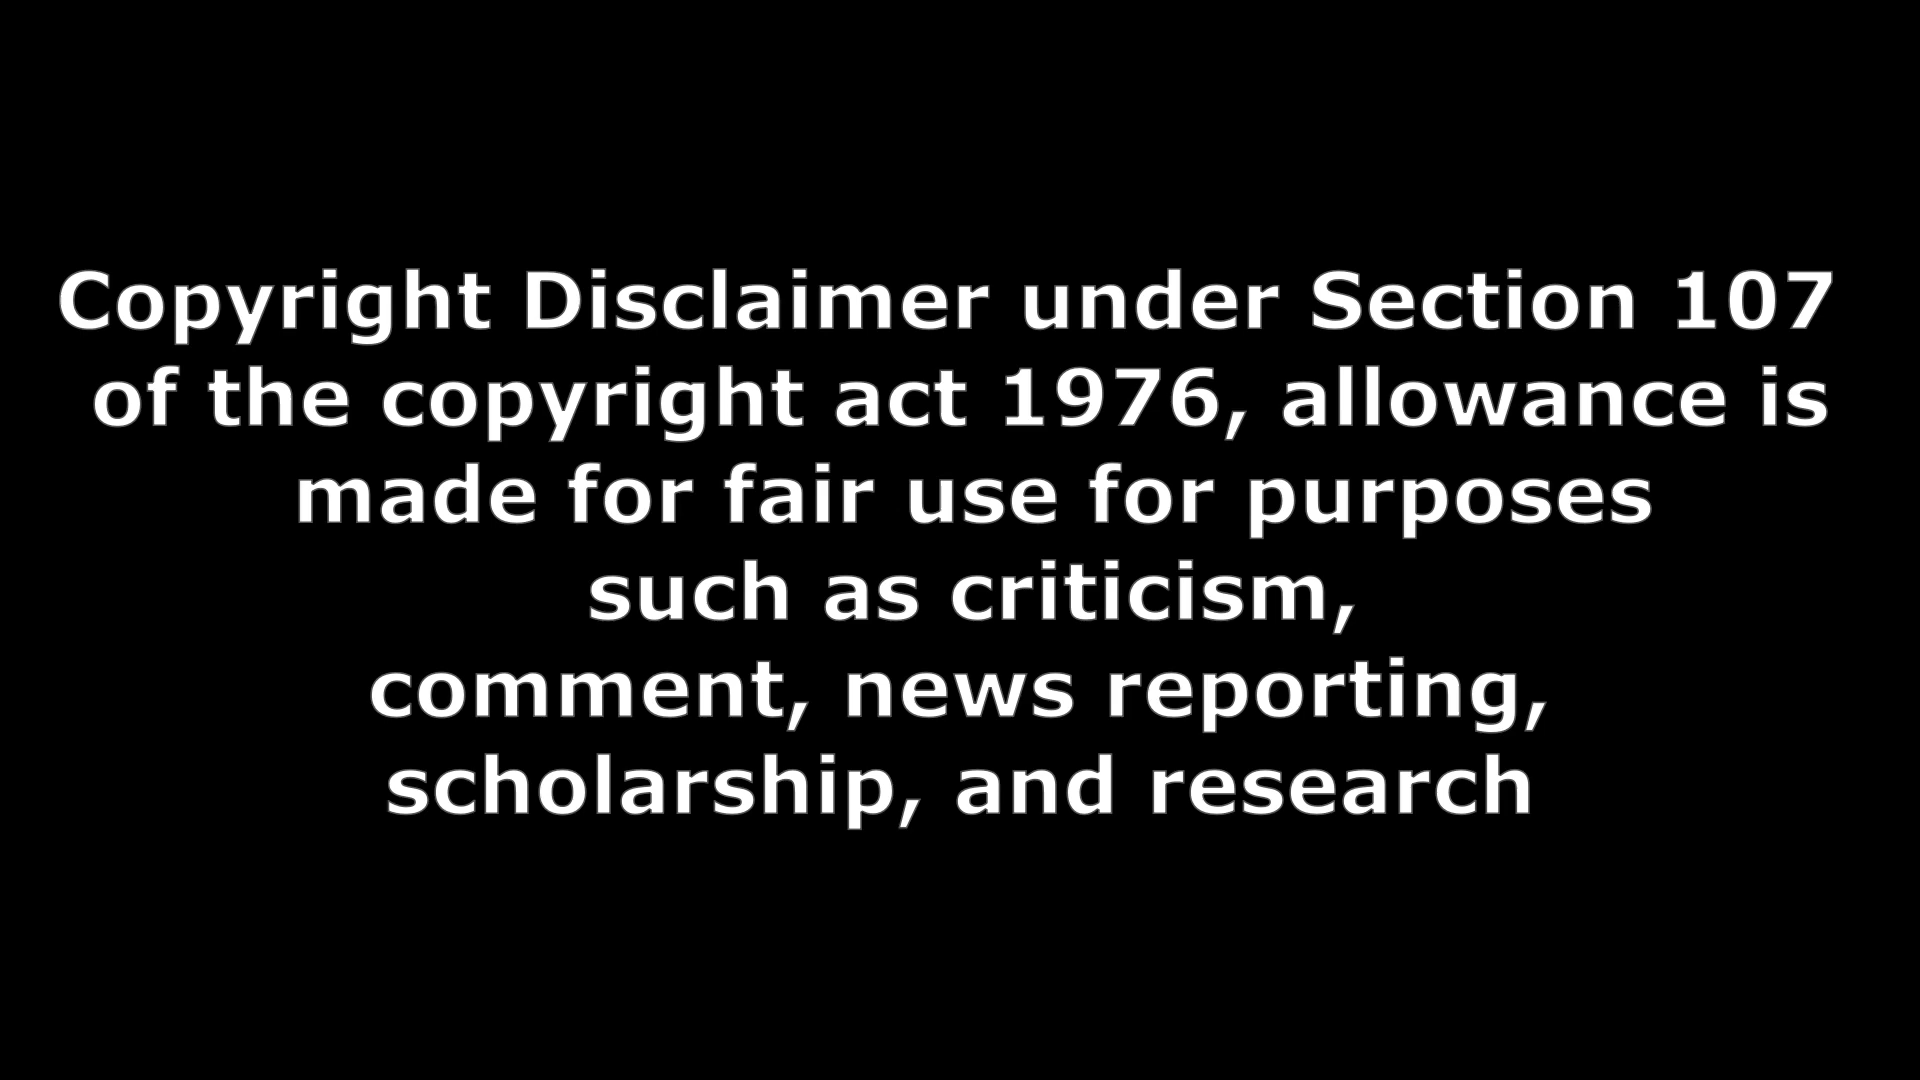 Copyright Disclaimer under Section 107
of the copyright act 1976, allowance is
made for fair use for purposes
such as criticism,
comment, news reporting,
scholarship, and research